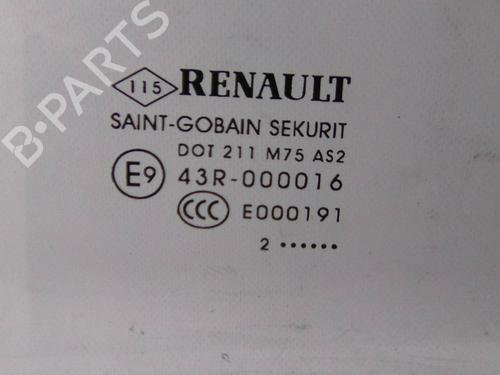 B-PARTS
115 RENAULT
SAINT-GOBAIN SEKURIT
DOT 211 M75 AS2
E9 43R-000016
CCC E000191
2 ••••••